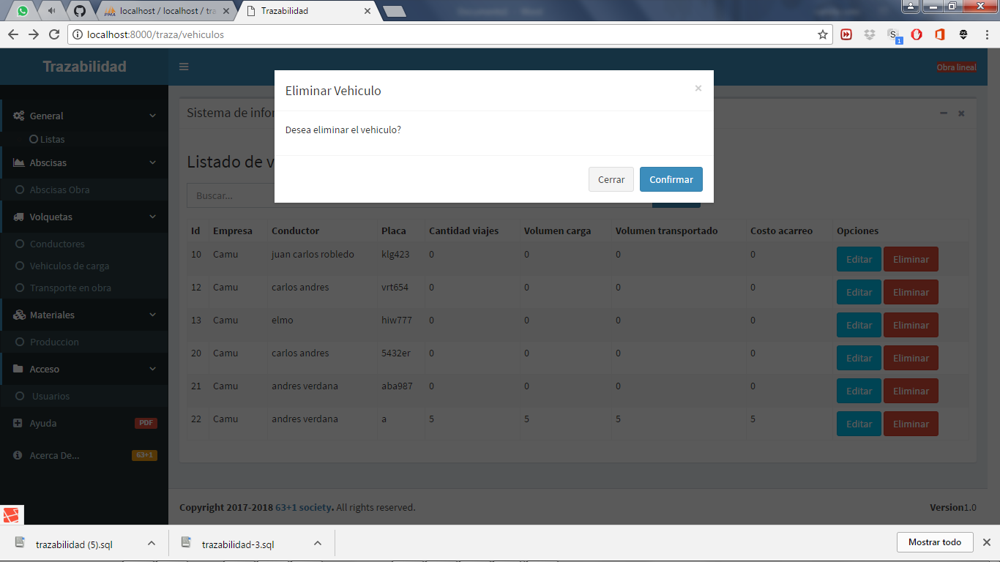 localhost / localhost / tra
Trazabilidad
localhost:8000/traza/vehiculos
1
Trazabilidad
Obra lineal
General
Listas
Abscisas
Abscisas Obra
Volquetas
Conductores
Vehiculos de carga
Transporte en obra
Materiales
Produccion
Acceso
Usuarios
Ayuda PDF
Acerca De... 63+1
Eliminar Vehiculo ×
Desea eliminar el vehiculo?
Cerrar Confirmar
Sistema de infor
Listado de v
Buscar...
Id Empresa Conductor Placa Cantidad viajes Volumen carga Volumen transportado Costo acarreo Opciones
10 Camu juan carlos robledo klg423 0 0 0 0 Editar Eliminar
12 Camu carlos andres vrt654 0 0 0 0 Editar Eliminar
13 Camu elmo hiw777 0 0 0 0 Editar Eliminar
20 Camu carlos andres 5432er 0 0 0 0 Editar Eliminar
21 Camu andres verdana aba987 0 0 0 0 Editar Eliminar
22 Camu andres verdana a 5 5 5 5 Editar Eliminar
Copyright 2017-2018 63+1 society. All rights reserved. Version1.0
trazabilidad (5).sql
trazabilidad-3.sql
Mostrar todo